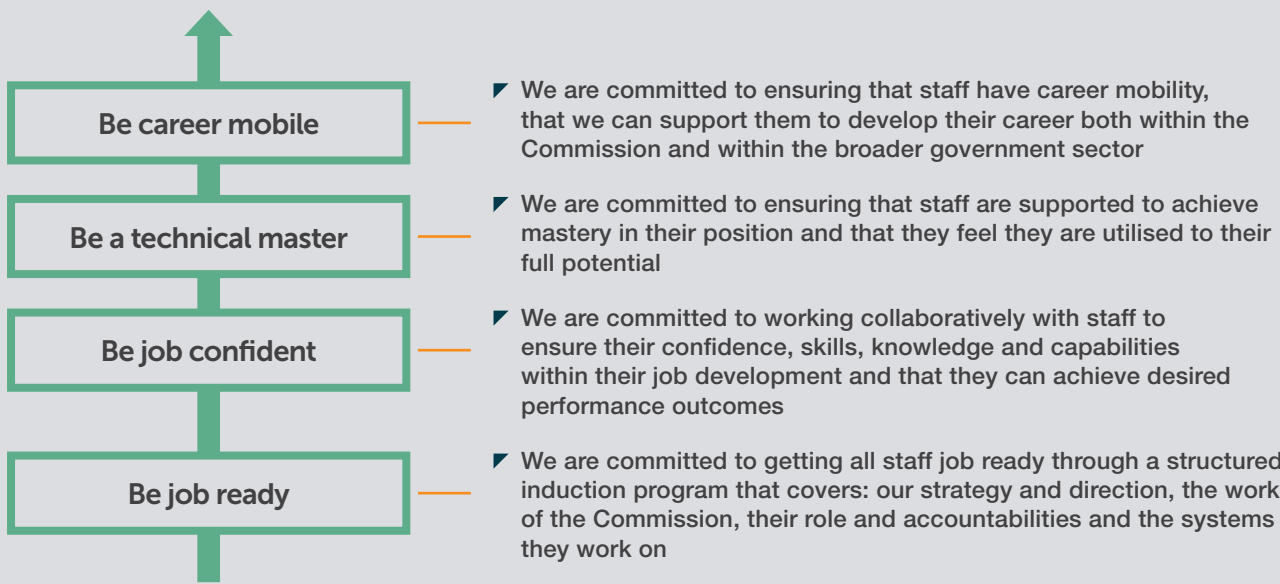 Be career mobile
We are committed to ensuring that staff have career mobility,
that we can support them to develop their career both within the
Commission and within the broader government sector
Be a technical master
We are committed to ensuring that staff are supported to achieve
mastery in their position and that they feel they are utilised to their
full potential
Be job confident
We are committed to working collaboratively with staff to
ensure their confidence, skills, knowledge and capabilities
within their job development and that they can achieve desired
performance outcomes
Be job ready
We are committed to getting all staff job ready through a structured
induction program that covers: our strategy and direction, the work
of the Commission, their role and accountabilities and the systems
they work on